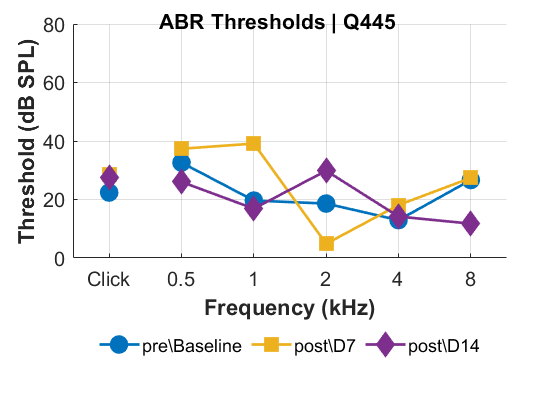 ABR Thresholds | Q445
Threshold (dB SPL)
80
60
40
20
0
Click 0.5 1 2 4 8
Frequency (kHz)
pre\Baseline post\D7 post\D14